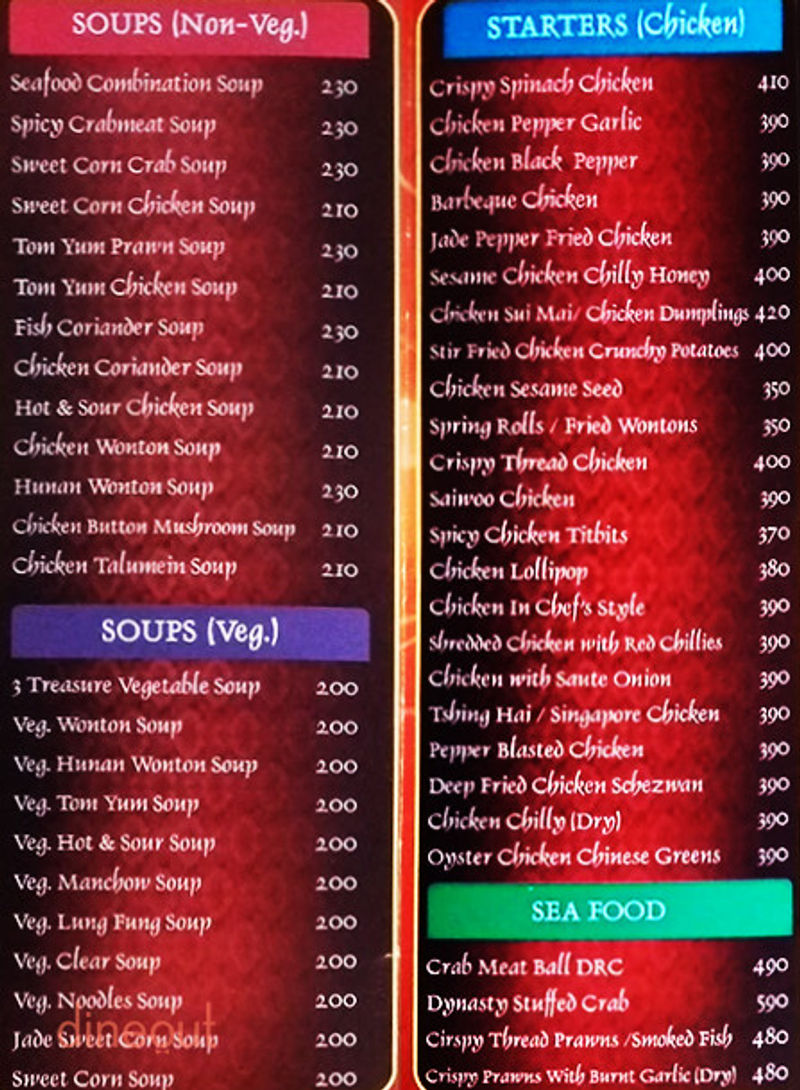 SOUPS (Non-Veg.)
Seafood Combination Soup 230
Spicy Crabmeat Soup 230
Sweet Corn Crab Soup 230
Sweet Corn Chicken Soup 210
Tom Yum Prawn Soup 230
Tom Yum Chicken Soup 210
Fish Coriander Soup 230
Chicken Coriander Soup 210
Hot & Sour Chicken Soup 210
Chicken Wonton Soup 210
Hunan Wonton Soup 230
Chicken Button Mushroom Soup 210
Chicken Talumein Soup 210
SOUPS (Veg.)
3 Treasure Vegetable Soup 200
Veg. Wonton Soup 200
Veg. Hunan Wonton Soup 200
Veg. Tom Yum Soup 200
Veg. Hot & Sour Soup 200
Veg. Manchow Soup 200
Veg. Lung Fung Soup 200
Veg. Clear Soup 200
Veg. Noodles Soup 200
Jade Sweet Corn Soup 200
Sweet Corn Soup 200
dineout
STARTERS (Chicken)
Crispy Spinach Chicken 410
Chicken Pepper Garlic 390
Chicken Black Pepper 390
Barbeque Chicken 390
Jade Pepper Fried Chicken 390
Sesame Chicken Chilly Honey 400
Chicken Sui Mai/ Chicken Dumplings 420
Stir Fried Chicken Crunchy Potatoes 400
Chicken Sesame Seed 350
Spring Rolls / Fried Wontons 350
Crispy Thread Chicken 400
Saiwoo Chicken 390
Spicy Chicken Titbits 370
Chicken Lollipop 380
Chicken In Chef's Style 390
Shredded Chicken with Red Chillies 390
Chicken with Saute Onion 390
Tshing Hai / Singapore Chicken 390
Pepper Blasted Chicken 390
Deep Fried Chicken Schezwan 390
Chicken Chilly (Dry) 390
Oyster Chicken Chinese Greens 390
SEA FOOD
Crab Meat Ball DRC 490
Dynasty Stuffed Crab 590
Cirspy Thread Prawns /Smoked Fish 480
Crispy Prawns With Burnt Garlic (Dry) 480